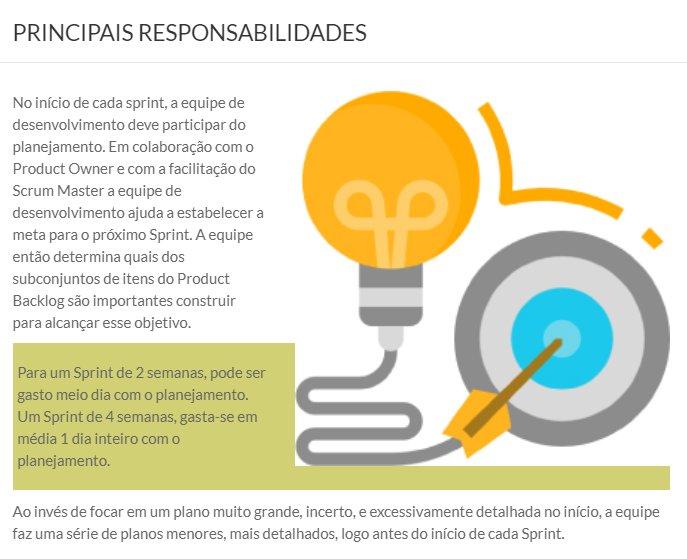 PRINCIPAIS RESPONSABILIDADES
No início de cada sprint, a equipe de
desenvolvimento deve participar do
planejamento. Em colaboração com o
Product Owner e com a facilitação do
Scrum Master a equipe de
desenvolvimento ajuda a estabelecer a
meta para o próximo Sprint. A equipe
então determina quais dos
subconjuntos de itens do Product
Backlog são importantes construir
para alcançar esse objetivo.
Para um Sprint de 2 semanas, pode ser
gasto meio dia com o planejamento.
Um Sprint de 4 semanas, gasta-se em
média 1 dia inteiro com o
planejamento.
Ao invés de focar em um plano muito grande, incerto, e excessivamente detalhada no início, a equipe
faz uma série de planos menores, mais detalhados, logo antes do início de cada Sprint.